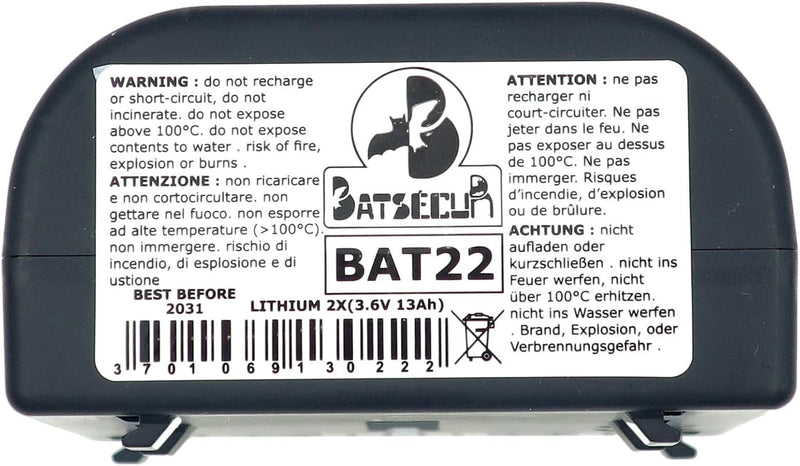 WARNING : do not recharge
or short-circuit, do not
incinerate. do not expose
above 100°C. do not expose
contents to water . risk of fire,
explosion or burns .
ATTENZIONE : non ricaricare
e non cortocircultare. non
gettare nel fuoco. non esporre
ad alte temperature (>100°C).
non immergere. rischio di
incendio, di esplosione e di
ustione
BEST BEFORE
2031
B
BATSÉCUR
BAT22
LITHIUM 2X(3.6V 13Ah)
3701069130222
ATTENTION : ne pas
recharger ni
court-circuiter. Ne pas
jeter dans le feu. Ne
pas exposer au dessus
de 100°C. Ne pas
immerger. Risques
d'incendie, d'explosion
ou de brûlure.
ACHTUNG : nicht
aufladen oder
kurzschließen . nicht ins
Feuer werfen, nicht
über 100°C erhitzen.
nicht ins Wasser werfen
. Brand, Explosion, oder
Verbrennungsgefahr .